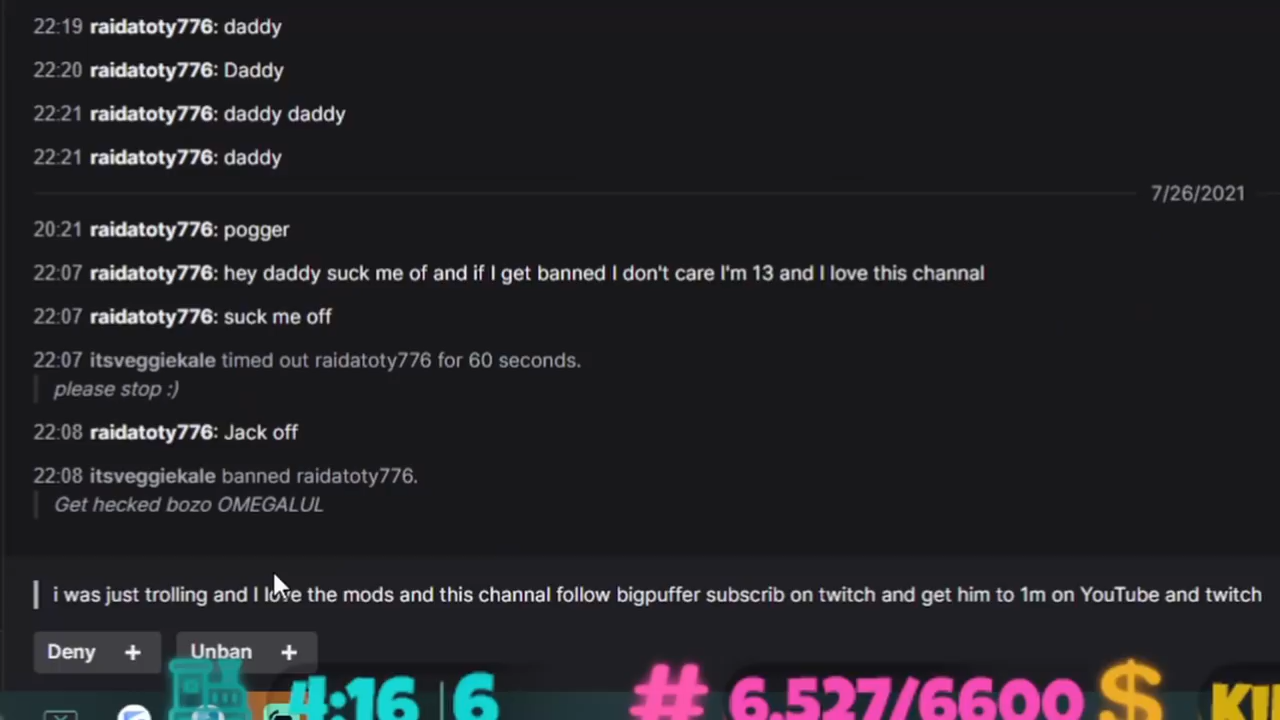 22:19 raidatoty776: daddy
22:20 raidatoty776: Daddy
22:21 raidatoty776: daddy daddy
22:21 raidatoty776: daddy
7/26/2021
20:21 raidatoty776: pogger
22:07 raidatoty776: hey daddy suck me of and if I get banned I don't care I'm 13 and I love this channal
22:07 raidatoty776: suck me off
22:07 itsveggiekale timed out raidatoty776 for 60 seconds.
please stop :)
22:08 raidatoty776: Jack off
22:08 itsveggiekale banned raidatoty776.
Get hecked bozo OMEGALUL
i was just trolling and I love the mods and this channal follow bigpuffer subscrib on twitch and get him to 1m on YouTube and twitch
Deny + Unban +
4:16 | 6 # 6,527/6600 $